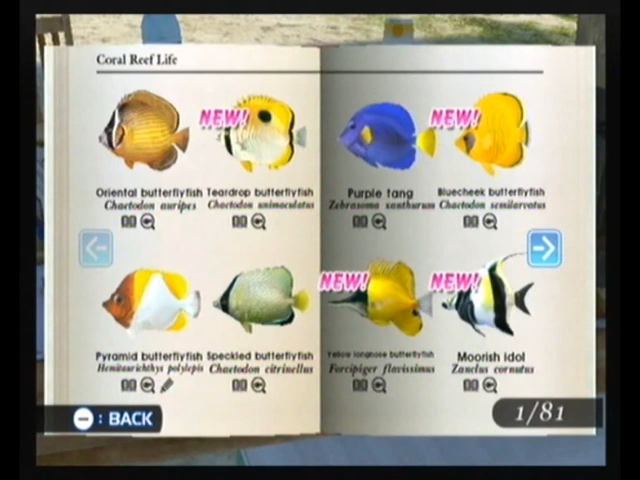 Coral Reef Life
NEW!
NEW!
Oriental butterflyfish
Chaetodon auripes
Teardrop butterflyfish
Chaetodon unimaculatus
Purple tang
Zebrasoma xanthurum
Bluecheek butterflyfish
Chaetodon semilarvatus
NEW!
NEW!
Pyramid butterflyfish
Hemitaurichthys polylepis
Speckled butterflyfish
Chaetodon citrinellus
Yellow longnose butterflyfish
Forcipiger flavissimus
Moorish idol
Zanclus cornutus
− : BACK
1/81